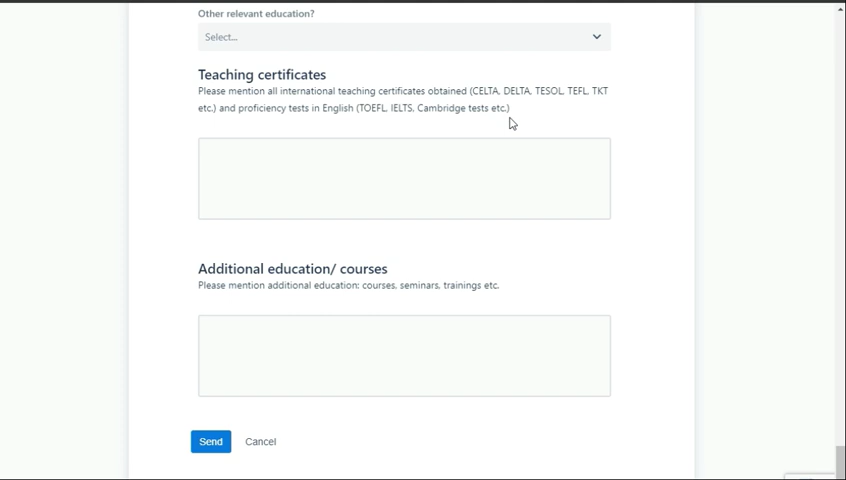 Other relevant education?
Select...
Teaching certificates
Please mention all international teaching certificates obtained (CELTA, DELTA, TESOL, TEFL, TKT
etc.) and proficiency tests in English (TOEFL, IELTS, Cambridge tests etc.)
Additional education/ courses
Please mention additional education: courses, seminars, trainings etc.
Send Cancel